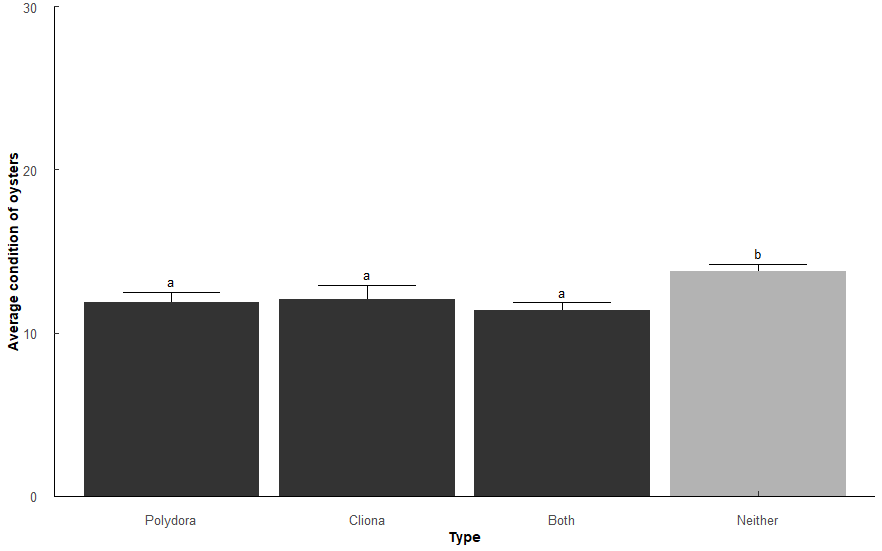 30
20
10
0
Average condition of oysters
a
a
a
b
Polydora
Cliona
Both
Neither
Type